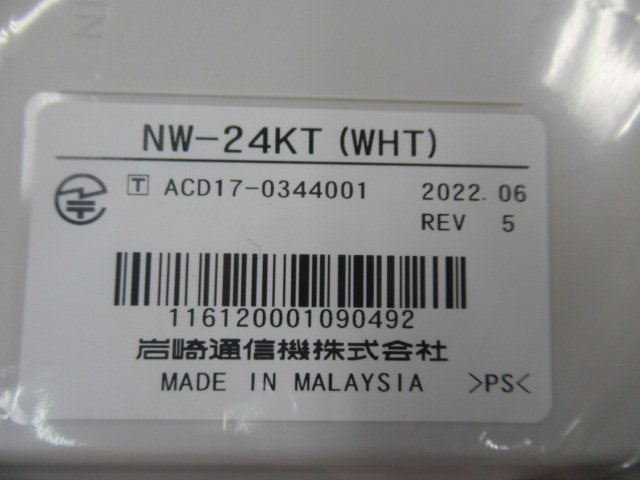 NW-24KT (WHT)
T ACD17-0344001 2022.06
REV 5
116120001090492
岩崎通信機株式会社
MADE IN MALAYSIA >PS<